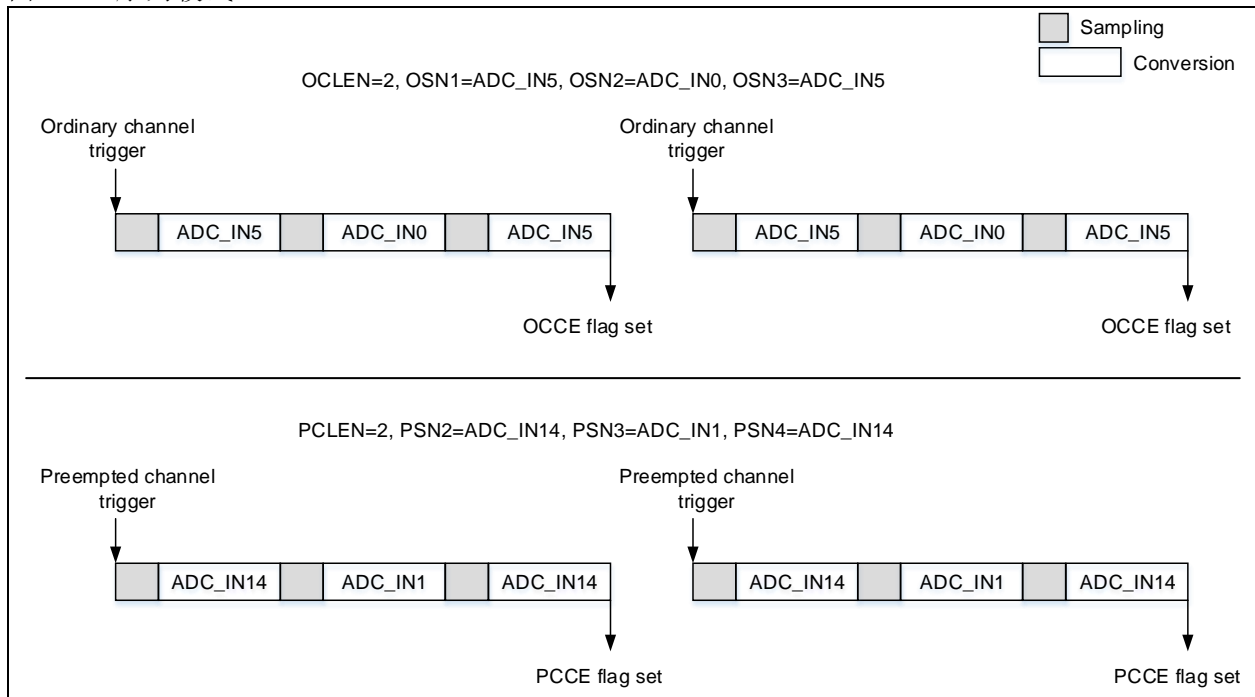 Sampling
Conversion
OCLEN=2, OSN1=ADC_IN5, OSN2=ADC_IN0, OSN3=ADC_IN5
Ordinary channel
trigger
Ordinary channel
trigger
ADC_IN5
ADC_IN0
ADC_IN5
ADC_IN5
ADC_IN0
ADC_IN5
OCCE flag set
OCCE flag set
PCLEN=2, PSN2=ADC_IN14, PSN3=ADC_IN1, PSN4=ADC_IN14
Preempted channel
trigger
Preempted channel
trigger
ADC_IN14
ADC_IN1
ADC_IN14
ADC_IN14
ADC_IN1
ADC_IN14
PCCE flag set
PCCE flag set